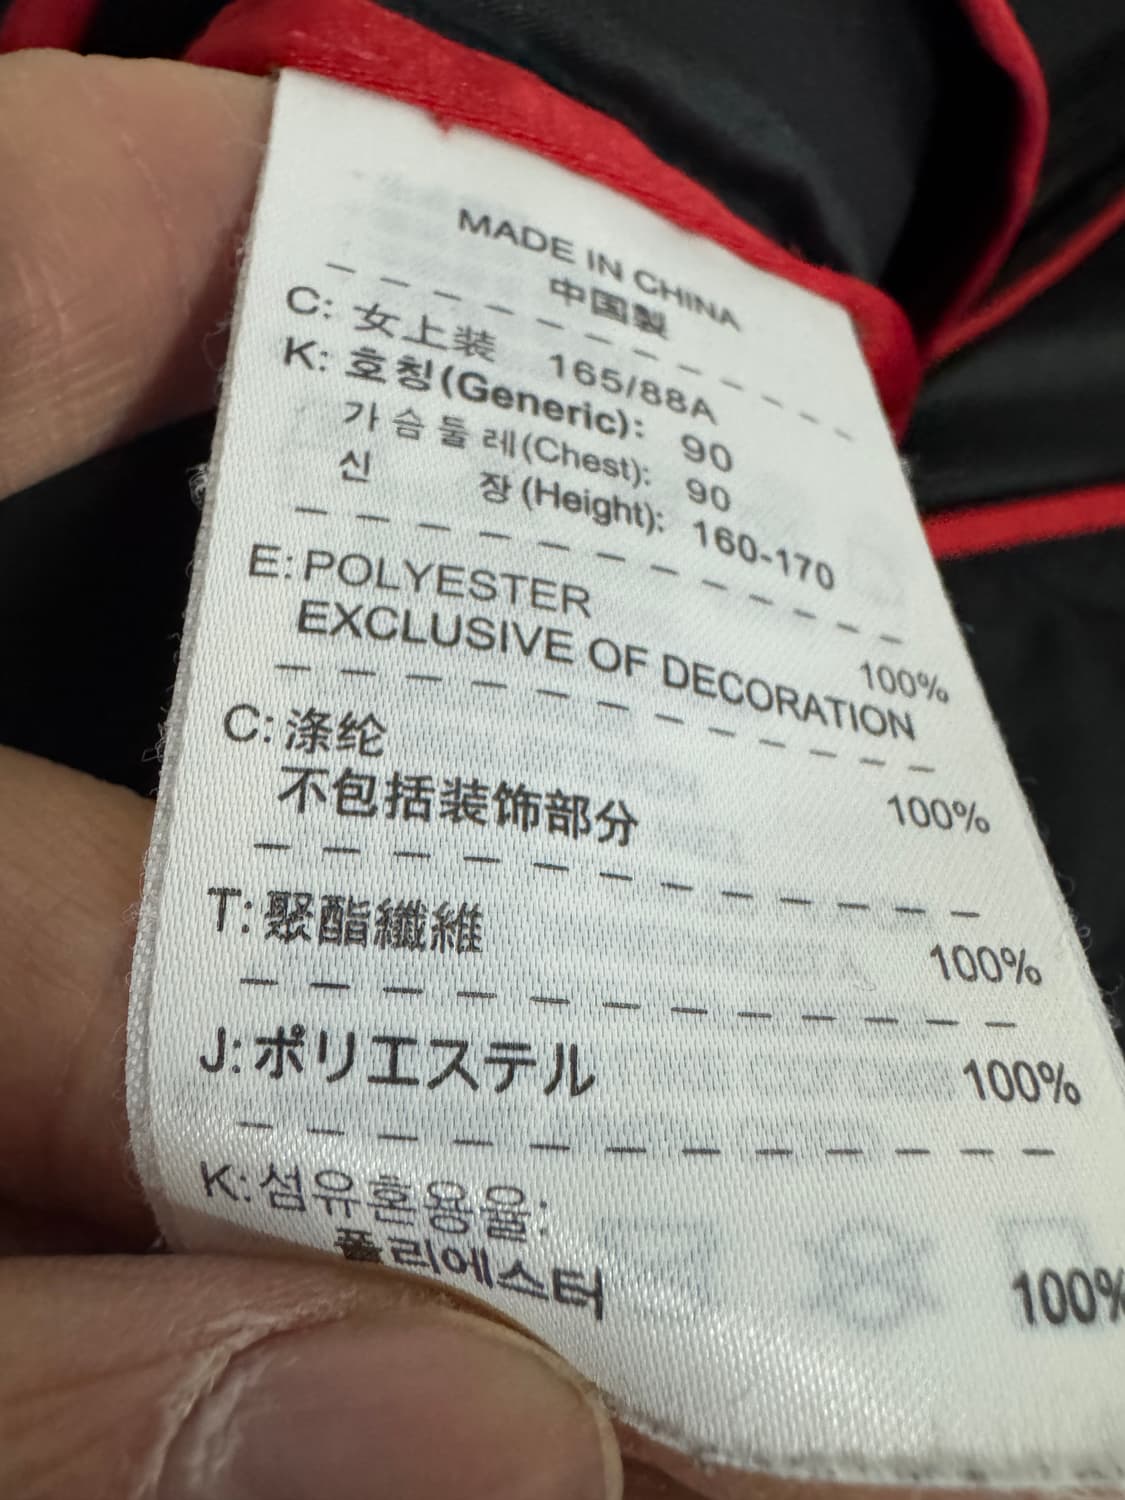 MADE IN CHINA
中国製
C: 女上装 165/88A
K: 호칭(Generic): 90
가슴둘레(Chest): 90
신 장(Height): 160-170
E: POLYESTER 100%
EXCLUSIVE OF DECORATION
C: 涤纶 100%
不包括装饰部分
T: 聚酯纖維 100%
J: ポリエステル 100%
K: 섬유혼용율:
폴리에스터 100%